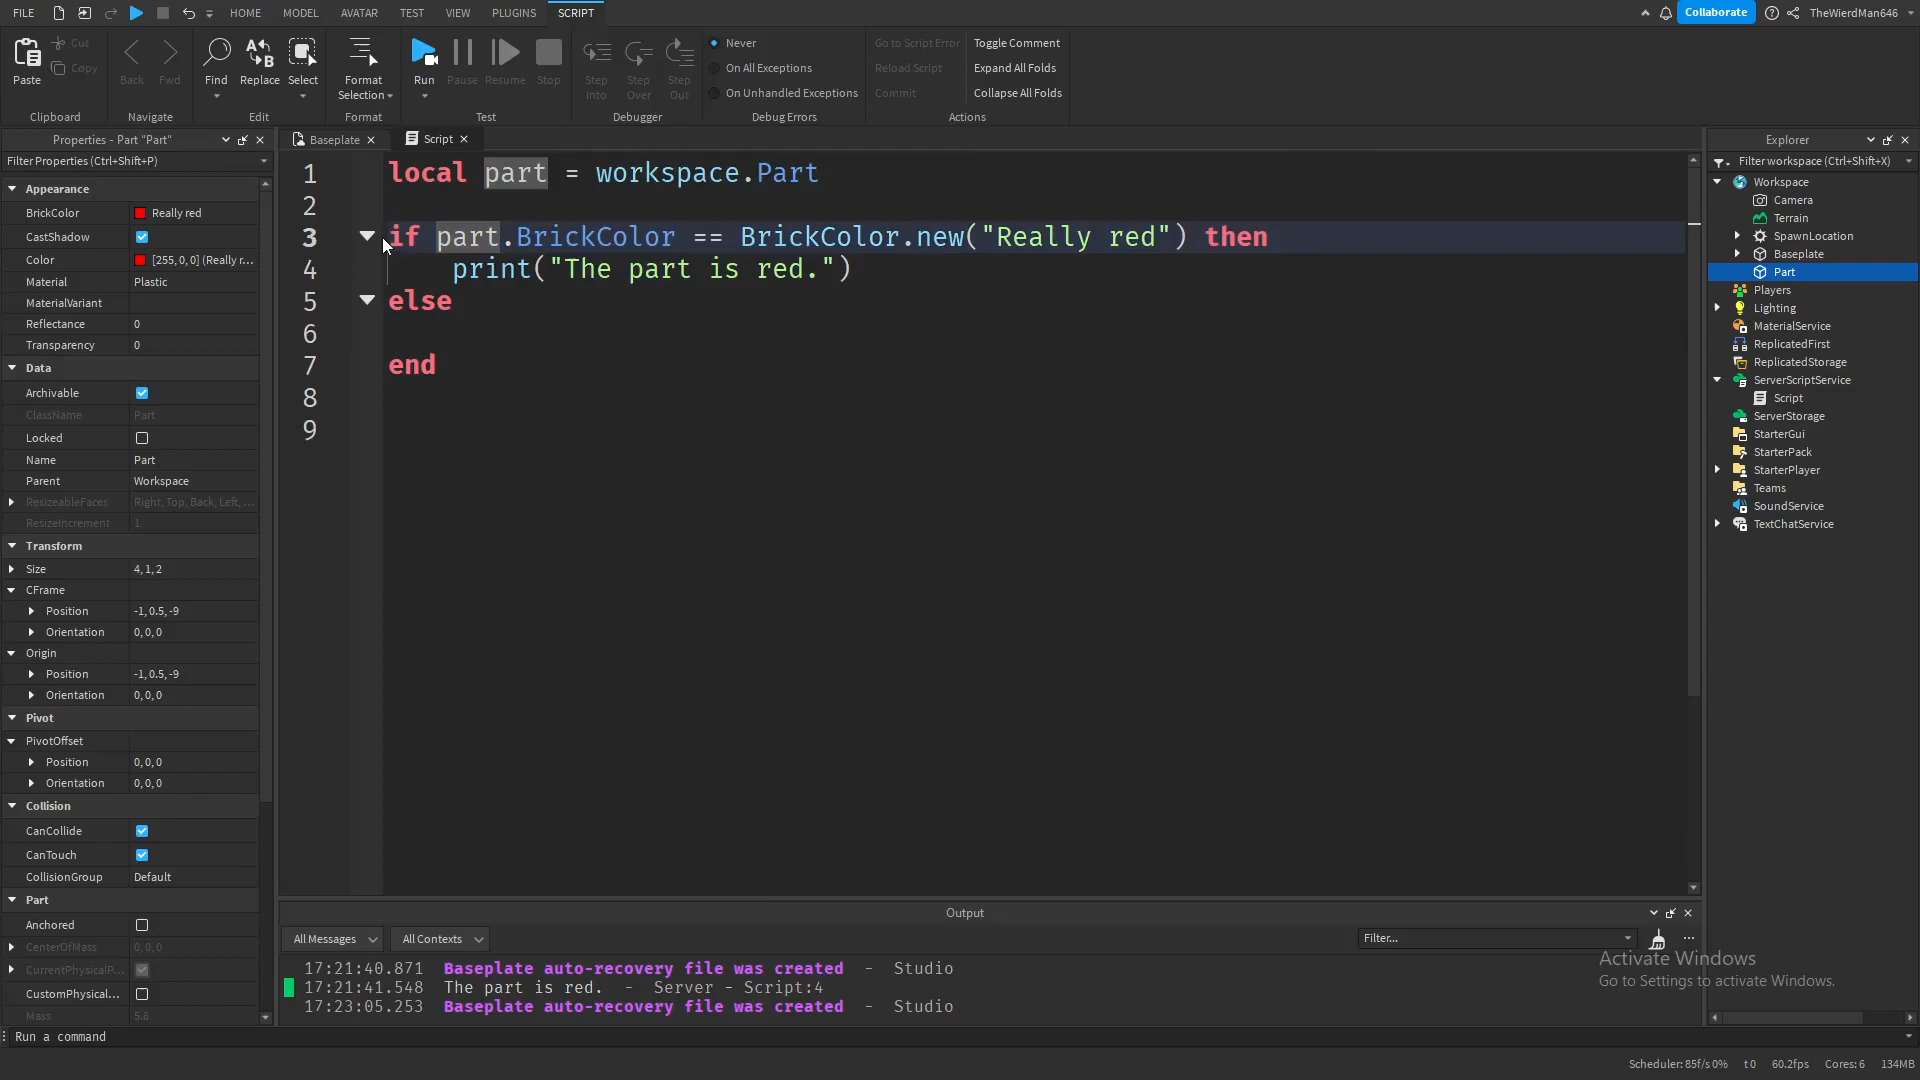 FILE HOME MODEL AVATAR TEST VIEW PLUGINS SCRIPT Collaborate TheWierdMan646
Paste Cut Copy
Clipboard
Back Fwd
Navigate
Find Replace Select
Edit
Format Selection
Format
Run Pause Resume Stop
Test
Step Into Step Over Step Out
Debugger
Never
On All Exceptions
On Unhandled Exceptions
Debug Errors
Go to Script Error Toggle Comment
Reload Script Expand All Folds
Commit Collapse All Folds
Actions
Properties - Part "Part"
Filter Properties (Ctrl+Shift+P)
Appearance
BrickColor Really red
CastShadow
Color [255, 0, 0] (Really r...
Material Plastic
MaterialVariant
Reflectance 0
Transparency 0
Data
Archivable
ClassName Part
Locked
Name Part
Parent Workspace
ResizeableFaces Right, Top, Back, Left, ...
ResizeIncrement 1
Transform
Size 4, 1, 2
CFrame
Position -1, 0.5, -9
Orientation 0, 0, 0
Origin
Position -1, 0.5, -9
Orientation 0, 0, 0
Pivot
PivotOffset
Position 0, 0, 0
Orientation 0, 0, 0
Collision
CanCollide
CanTouch
CollisionGroup Default
Part
Anchored
CenterOfMass 0, 0, 0
CurrentPhysicalP...
CustomPhysical...
Mass 5.6
Baseplate Script
1 local part = workspace.Part
2
3 if part.BrickColor == BrickColor.new("Really red") then
4 print("The part is red.")
5 else
6
7 end
8
9
Output
All Messages All Contexts Filter...
17:21:40.871 Baseplate auto-recovery file was created - Studio
17:21:41.548 The part is red. - Server - Script:4
17:23:05.253 Baseplate auto-recovery file was created - Studio
Explorer
Filter workspace (Ctrl+Shift+X)
Workspace
Camera
Terrain
SpawnLocation
Baseplate
Part
Players
Lighting
MaterialService
ReplicatedFirst
ReplicatedStorage
ServerScriptService
Script
ServerStorage
StarterGui
StarterPack
StarterPlayer
Teams
SoundService
TextChatService
Activate Windows
Go to Settings to activate Windows.
Run a command
Scheduler: 85f/s 0% t 0 60.2fps Cores: 6 134MB